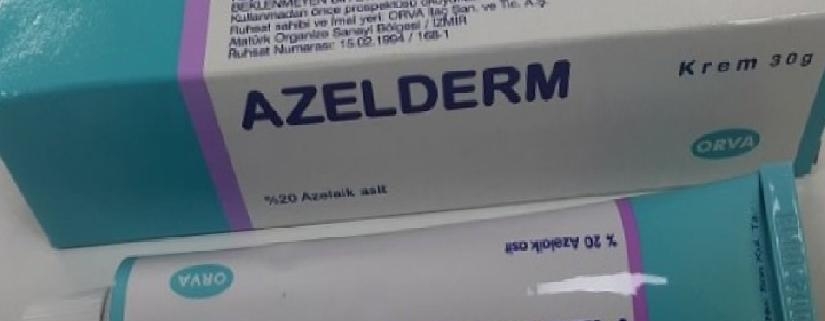 Kullanmadan önce prospektüsü okuyunuz.
Ruhsat sahibi ve İmal yeri: ORVA İlaç San. ve Tic. A.Ş.
Atatürk Organize Sanayi Bölgesi / İZMİR
Ruhsat Numarası: 15.02.1994 / 168-1
AZELDERM
Krem 30g
ORVA
%20 Azelaik asit
% 20 Azelaik asit
ORVA